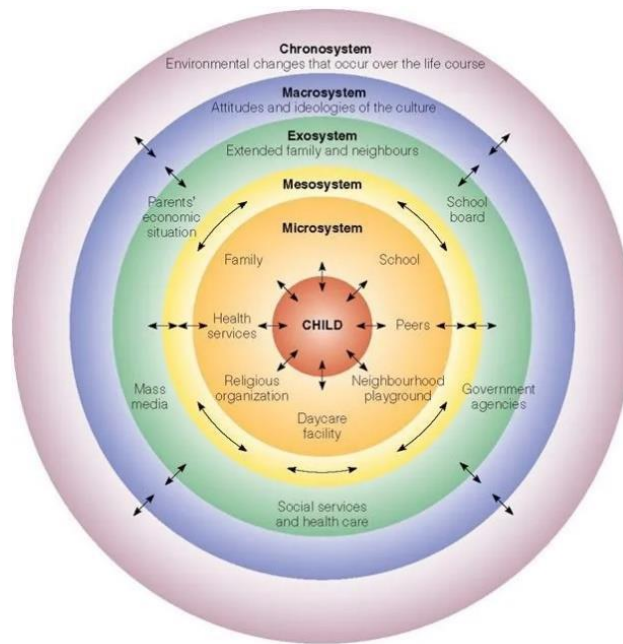 Chronosystem
Environmental changes that occur over the life course
Macrosystem
Attitudes and ideologies of the culture
Exosystem
Extended family and neighbours
Mesosystem
Parents'
economic
situation
School
board
Microsystem
Family
School
Health
services
CHILD
Peers
Religious
organization
Neighbourhood
playground
Mass
media
Government
agencies
Daycare
facility
Social services
and health care